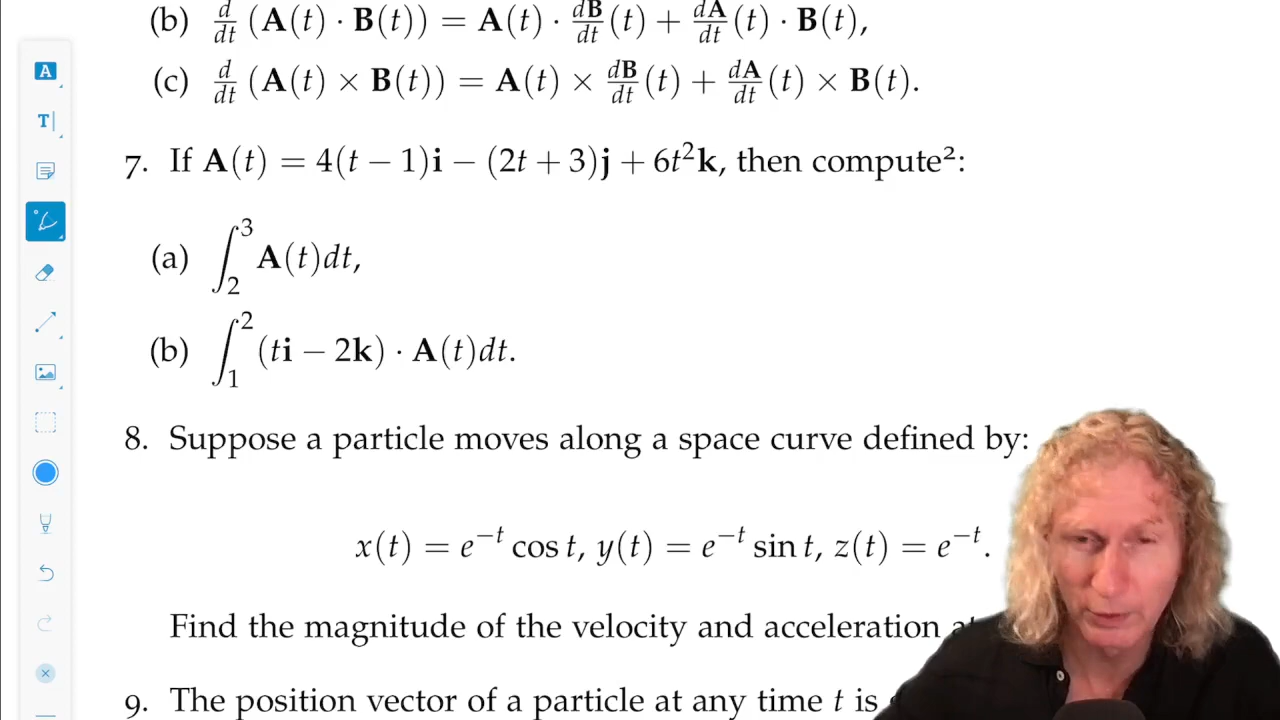 (b) d/dt (A(t) · B(t)) = A(t) · dB/dt (t) + dA/dt (t) · B(t),
(c) d/dt (A(t) × B(t)) = A(t) × dB/dt (t) + dA/dt (t) × B(t).
7. If A(t) = 4(t − 1)i − (2t + 3)j + 6t²k, then compute²:
(a) ∫₂³ A(t)dt,
(b) ∫₁² (ti − 2k) · A(t)dt.
8. Suppose a particle moves along a space curve defined by:
x(t) = e⁻ᵗ cos t, y(t) = e⁻ᵗ sin t, z(t) = e⁻ᵗ.
Find the magnitude of the velocity and acceleration
9. The position vector of a particle at any time t is
A
T